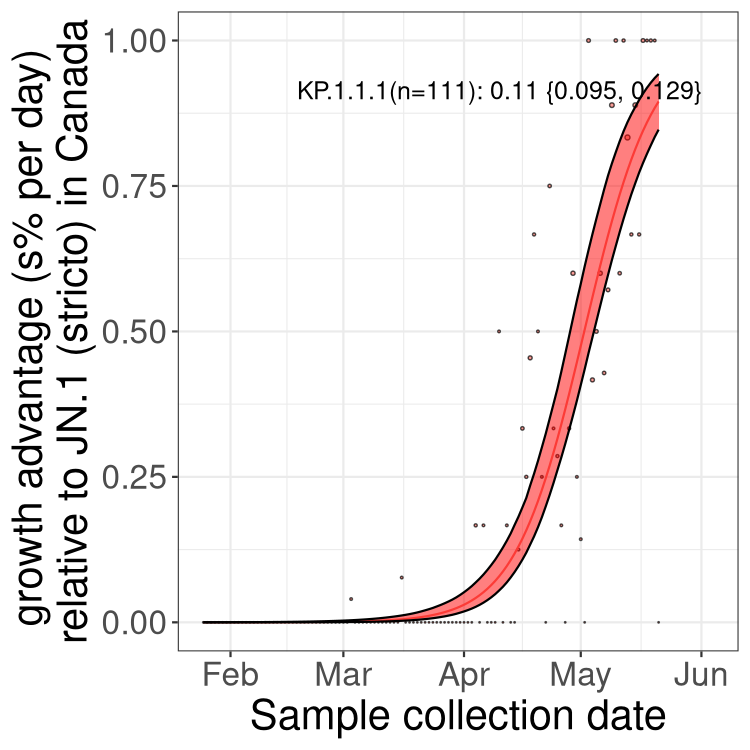 growth advantage (s% per day)
relative to JN.1 (stricto) in Canada
1.00
0.75
0.50
0.25
0.00
KP.1.1.1(n=111): 0.11 {0.095, 0.129}
Feb Mar Apr May Jun
Sample collection date